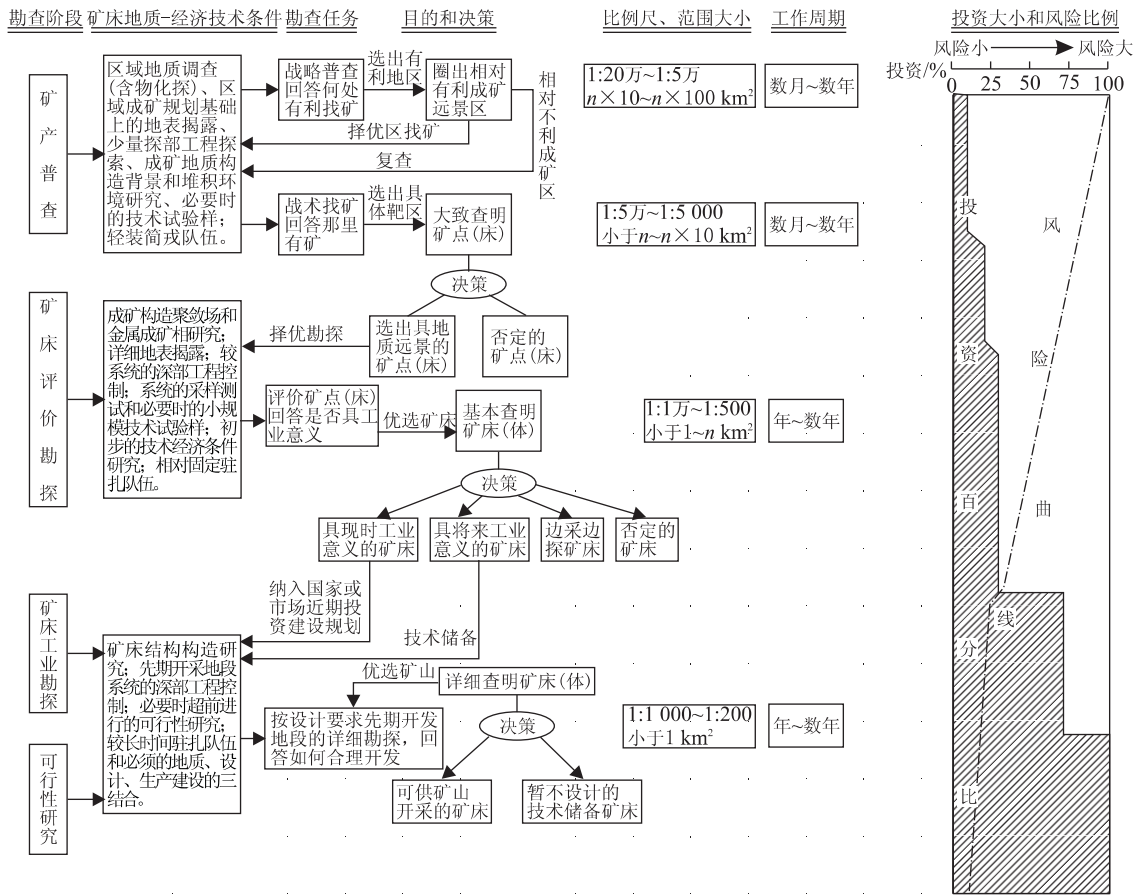 勘查阶段 矿床地质-经济技术条件 勘查任务 目的和决策 比例尺、范围大小 工作周期 投资大小和风险比例
风险小 风险大
投资/% 0 25 50 75 100
矿产普查
区域地质调查
(含物化探)、区
域成矿规划基础
上的地表揭露、
少量探部工程探
索、成矿地质构
造背景和堆积环
境研究、必要时
的技术试验样;
轻装简戎队伍。
战略普查
回答何处
有利找矿
选出有
利地区
圈出相对
有利成矿
远景区
相对不利成矿区
择优区找矿
复查
1:20万~1:5万
n×10~n×100 km²
数月~数年
战术找矿
回答那里
有矿
选出具
体靶区
大致查明
矿点(床)
1:5万~1:5 000
小于n~n×10 km²
数月~数年
决策
选出具地
质远景的
矿点(床)
否定的
矿点(床)
择优勘探
矿床评价勘探
成矿构造聚敛场和
金属成矿相研究;
详细地表揭露; 较
系统的深部工程控
制; 系统的采样测
试和必要时的小规
模技术试验样; 初
步的技术经济条件
研究; 相对固定驻
扎队伍。
评价矿点(床)
回答是否具工
业意义
优选矿床
基本查明
矿床(体)
1:1万~1:500
小于1~n km²
年~数年
决策
具现时工业
意义的矿床
具将来工业
意义的矿床
边采边
探矿床
否定的
矿床
纳入国家或
市场近期投
资建设规划
技术储备
矿床工业勘探
可行性研究
矿床结构构造研
究; 先期开采地段
系统的深部工程控
制; 必要时超前进
行的可行性研究;
较长时间驻扎队伍
和必须的地质、设
计、生产建设的三
结合。
优选矿山
详细查明矿床(体)
按设计要求先期开发
地段的详细勘探, 回
答如何合理开发
决策
可供矿山
开采的矿床
暂不设计的
技术储备矿床
1:1 000~1:200
小于1 km²
年~数年
投资百分比
风险曲线